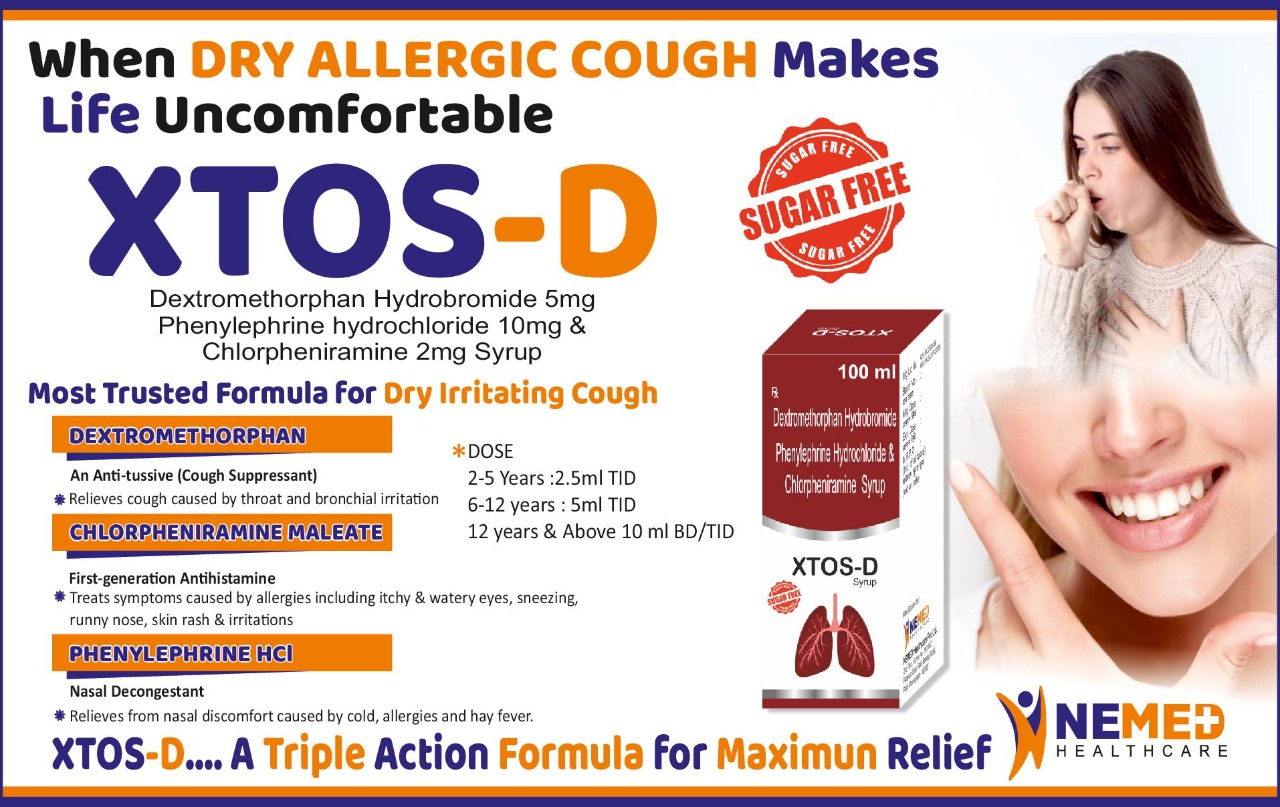 When DRY ALLERGIC COUGH Makes
Life Uncomfortable
XTOS-D
Dextromethorphan Hydrobromide 5mg
Phenylephrine hydrochloride 10mg &
Chlorpheniramine 2mg Syrup
SUGAR FREE
SUGAR FREE
SUGAR FREE
Most Trusted Formula for Dry Irritating Cough
DEXTROMETHORPHAN
An Anti-tussive (Cough Suppressant)
Relieves cough caused by throat and bronchial irritation
CHLORPHENIRAMINE MALEATE
First-generation Antihistamine
Treats symptoms caused by allergies including itchy & watery eyes, sneezing,
runny nose, skin rash & irritations
PHENYLEPHRINE HCl
Nasal Decongestant
Relieves from nasal discomfort caused by cold, allergies and hay fever.
*DOSE
2-5 Years :2.5ml TID
6-12 years : 5ml TID
12 years & Above 10 ml BD/TID
XTOS-D
100 ml
Rx
Dextromethorphan Hydrobromide
Phenylephrine Hydrochloride &
Chlorpheniramine Syrup
XTOS-D
Syrup
SUGAR FREE
NEMED
XTOS-D.... A Triple Action Formula for Maximun Relief
NEMED
HEALTHCARE